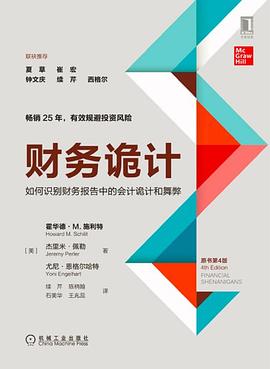 联袂推荐
夏草 崔宏
钟文庆 续芹 西格尔
Mc
Graw
Hill
畅销25年，有效规避投资风险
财务诡计
如何识别财务报告中的会计诡计和舞弊
霍华德·M. 施利特
Howard M. Schilit
[美] 杰里米·佩勒 著
Jeremy Perler
尤尼·恩格尔哈特
Yoni Engelhart
续芹 陈柄翰
石美华 王兆蕊 译
原书第4版
4th Edition
FINANCIAL
SHENANIGANS
机械工业出版社
China Machine Press